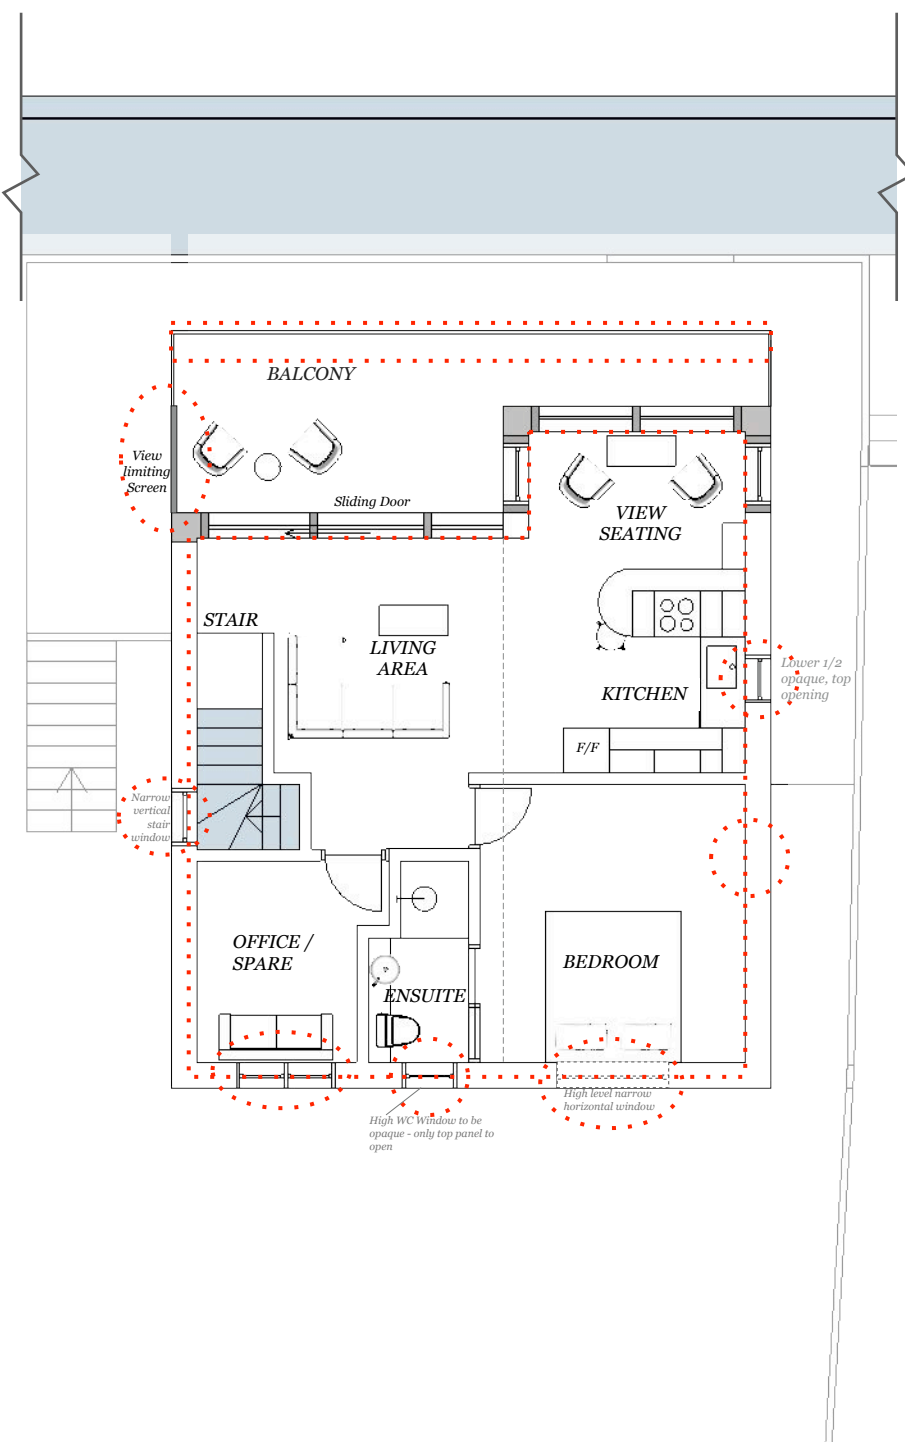 BALCONY
View
limiting
Screen
Sliding Door
VIEW
SEATING
STAIR
LIVING
AREA
Lower 1/2
opaque, top
opening
KITCHEN
F/F
Narrow
vertical
stair
window
OFFICE /
SPARE
BEDROOM
ENSUITE
High level narrow
horizontal window
High WC Window to be
opaque - only top panel to
open